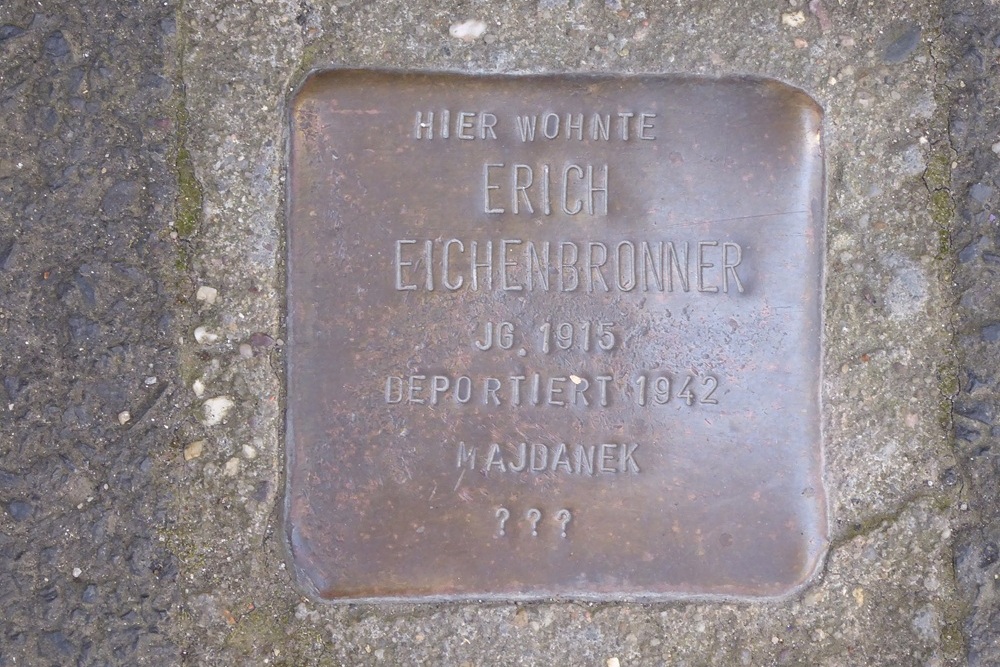 HIER WOHNTE
ERICH
EICHENBRONNER
JG. 1915
DEPORTIERT 1942
MAJDANEK
???